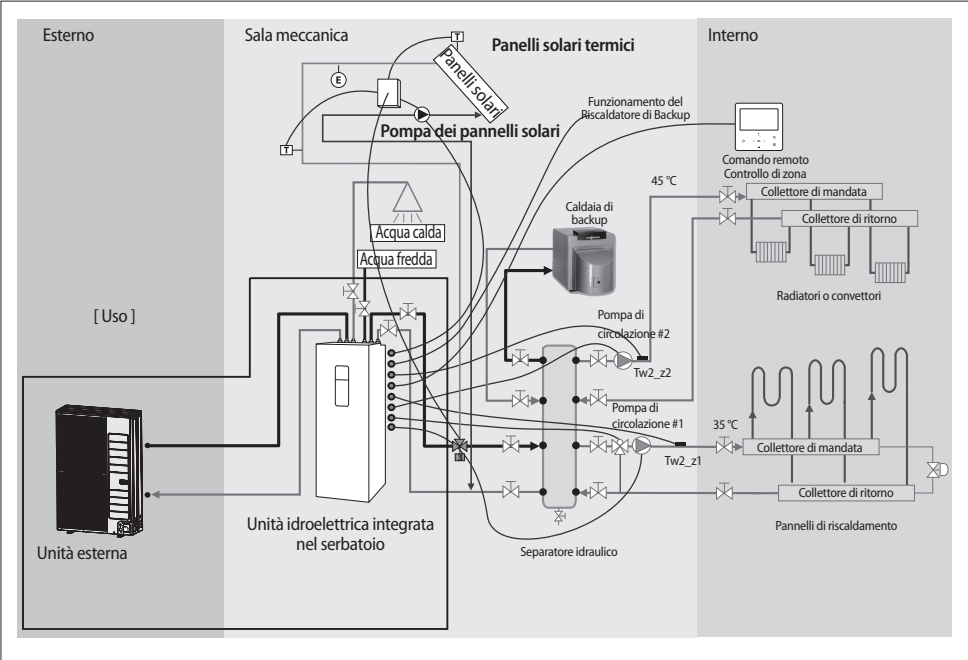 Esterno
Sala meccanica
Interno
Panelli solari termici
T
Panelli solari
E
Funzionamento del
Riscaldatore di Backup
Pompa dei pannelli solari
T
Comando remoto
Controllo di zona
45 °C
Collettore di mandata
Collettore di ritorno
Caldaia di
backup
Acqua calda
Acqua fredda
Radiatori o convettori
[ Uso ]
Pompa di
circolazione #2
Tw2_z2
Pompa di
circolazione #1
35 °C
Tw2_z1
Collettore di mandata
Collettore di ritorno
Unità idroelettrica integrata
nel serbatoio
Separatore idraulico
Pannelli di riscaldamento
Unità esterna